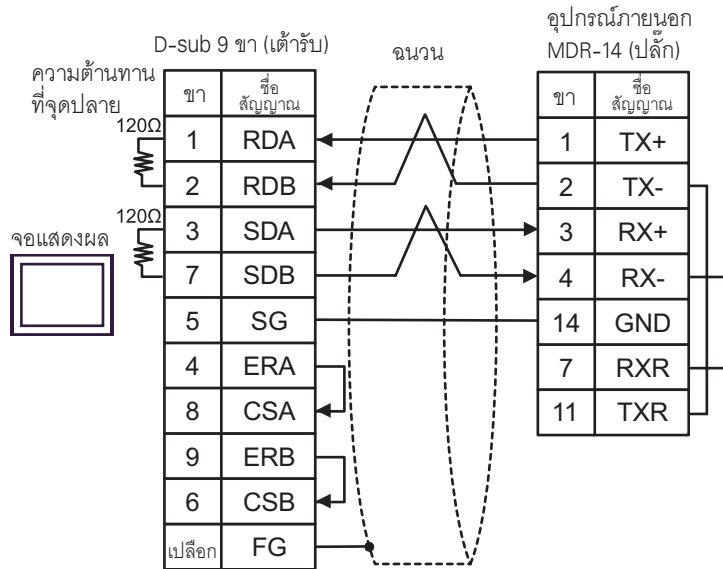 อุปกรณ์ภายนอก
D-sub 9 ขา (เต้ารับ)
ฉนวน
MDR-14 (ปลั๊ก)
ความต้านทาน
ที่จุดปลาย
ขา ชื่อสัญญาณ
ขา ชื่อสัญญาณ
120Ω
1 RDA
1 TX+
2 RDB
2 TX-
120Ω
3 SDA
3 RX+
จอแสดงผล
7 SDB
4 RX-
5 SG
14 GND
4 ERA
7 RXR
8 CSA
11 TXR
9 ERB
6 CSB
เปลือก FG